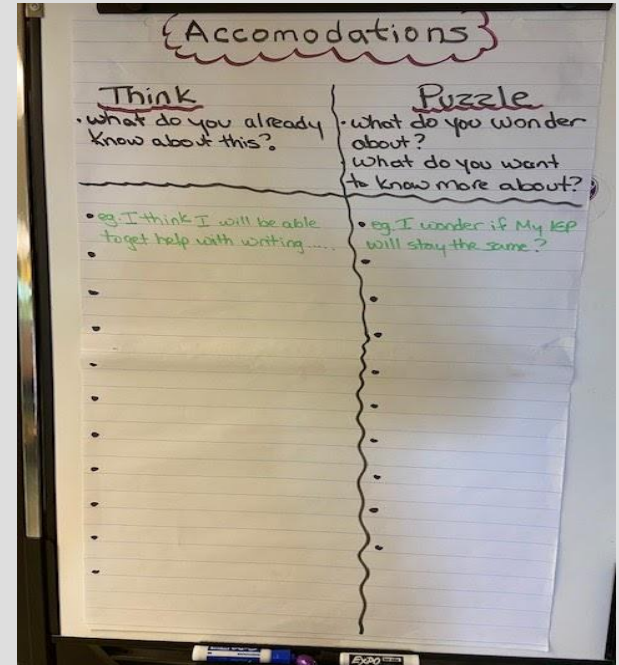 Accomodations
Think
• what do you already
know about this?
Puzzle
• what do you wonder
about?
what do you want
to know more about?
• eg. I think I will be able
to get help with writing.....
• eg. I wonder if My IEP
will stay the same?
EXPO